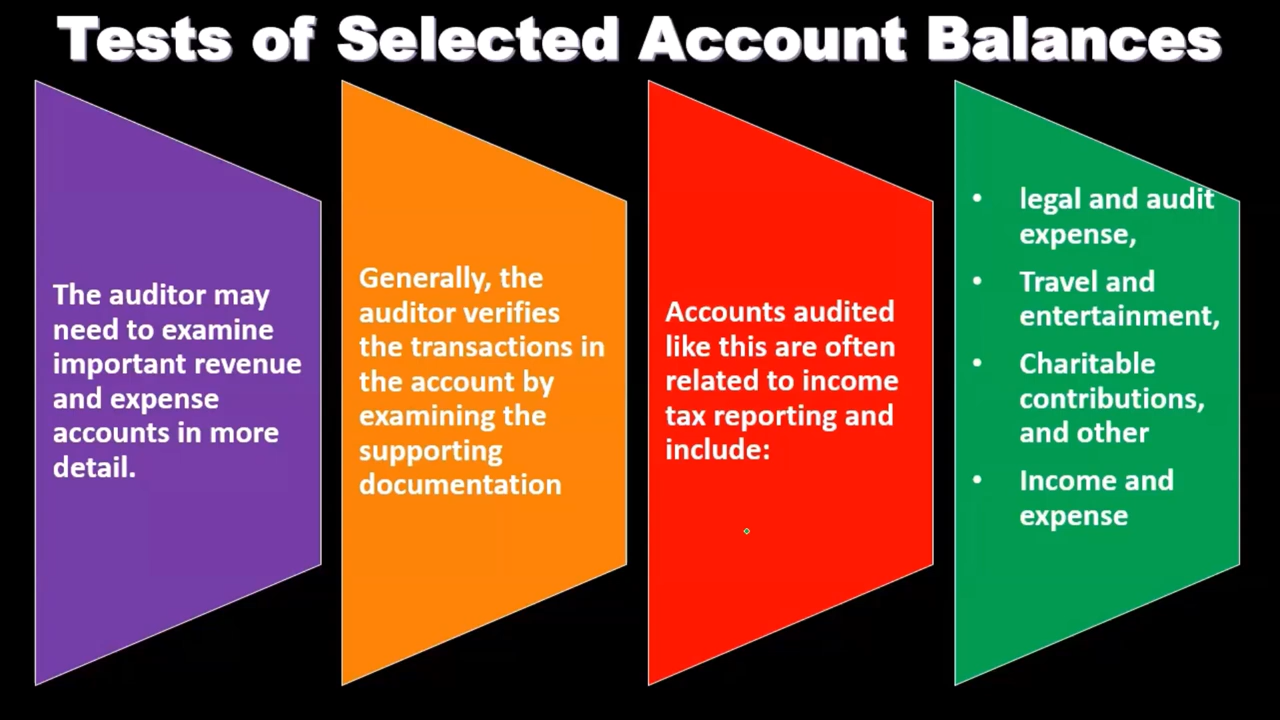 Tests of Selected Account Balances
The auditor may
need to examine
important revenue
and expense
accounts in more
detail.
Generally, the
auditor verifies
the transactions in
the account by
examining the
supporting
documentation
Accounts audited
like this are often
related to income
tax reporting and
include:
• legal and audit
expense,
• Travel and
entertainment,
• Charitable
contributions,
and other
• Income and
expense